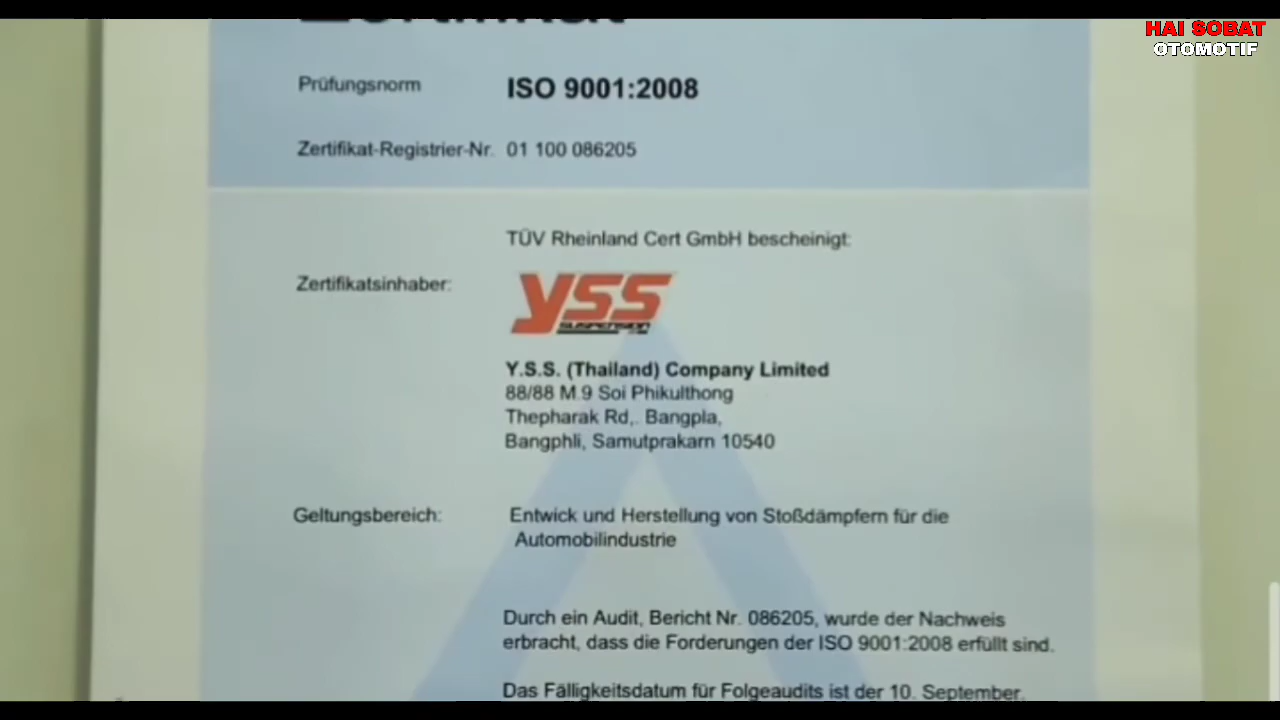 HAI SOBAT
OTOMOTIF
Prüfungsnorm ISO 9001:2008
Zertifikat-Registrier-Nr. 01 100 086205
TÜV Rheinland Cert GmbH bescheinigt:
Zertifikatsinhaber:
YSS
SUSPENSION
Y.S.S. (Thailand) Company Limited
88/88 M.9 Soi Phikulthong
Thepharak Rd,. Bangpla,
Bangphli, Samutprakarn 10540
Geltungsbereich: Entwick und Herstellung von Stoßdämpfern für die
Automobilindustrie
Durch ein Audit, Bericht Nr. 086205, wurde der Nachweis
erbracht, dass die Forderungen der ISO 9001:2008 erfüllt sind.
Das Fälligkeitsdatum für Folgeaudits ist der 10. September.